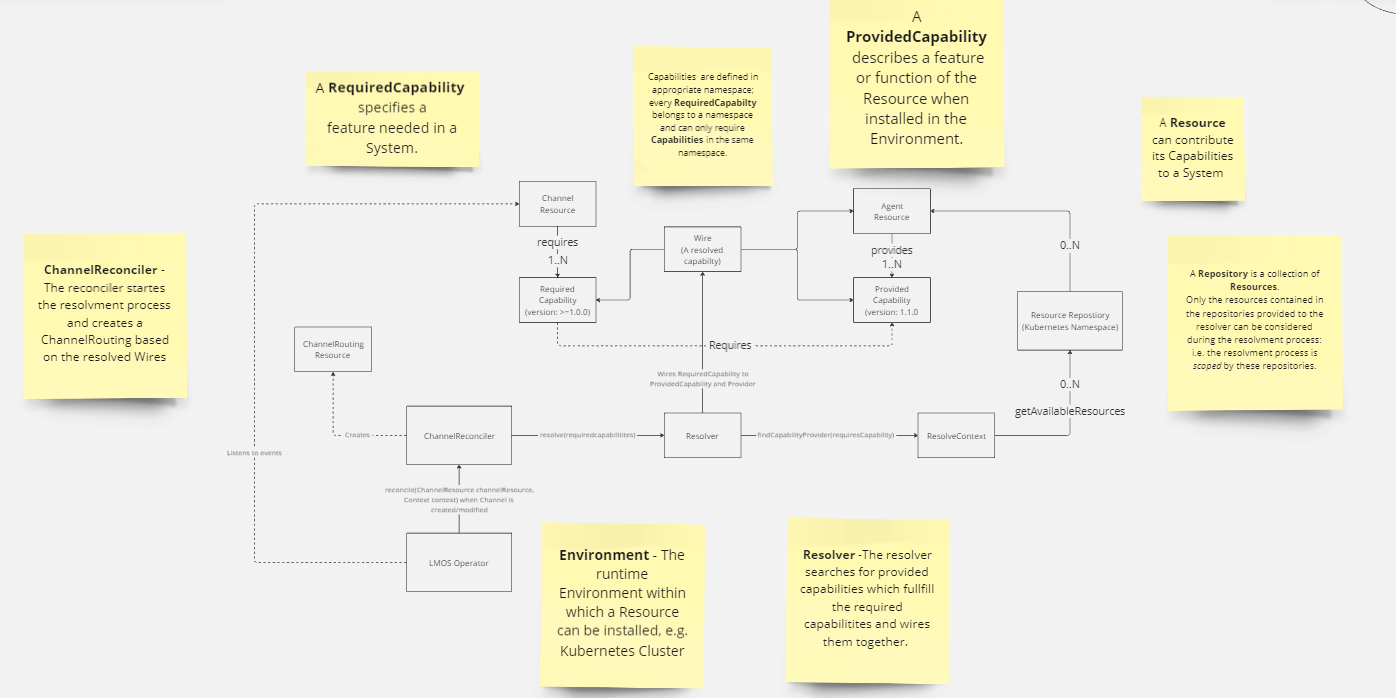 A RequiredCapability
specifies a
feature needed in a
System.
Capabilities are defined in
appropriate namespace;
every RequiredCapabilty
belongs to a namespace
and can only require
Capabilities in the same
namespace.
A
ProvidedCapability
describes a feature
or function of the
Resource when
installed in the
Environment.
A Resource
can contribute
its Capabilities
to a System
ChannelReconciler -
The reconciler startes
the resolvment process
and creates a
ChannelRouting based
on the resolved Wires
A Repository is a collection of
Resources.
Only the resources contained in
the repositories provided to the
resolver can be considered
during the resolvment process:
i.e. the resolvment process is
scoped by these repositories.
Channel
Resource
requires
1..N
Required
Capability
(version: >=1.0.0)
Wire
(A resolved
capabilty)
Agent
Resource
provides
1..N
Provided
Capability
(version: 1.1.0
0..N
Resource Repostiory
(Kubernetes Namespace)
ChannelRouting
Resource
Requires
Wires RequiredCapability to
ProvidedCapability and Provider
0..N
getAvailableResources
Creates
ChannelReconciler
resolve(requiredcapabilitites)
Resolver
findCapabilityProvider(requiresCapability)
ResolveContext
Listens to events
reconcile(ChannelResource channelResource,
Context context) when Channel is
created/modified
LMOS Operator
Environment - The
runtime
Environment within
which a Resource
can be installed, e.g.
Kubernetes Cluster
Resolver -The resolver
searches for provided
capabilities which fullfill
the required
capabilitites and wires
them together.